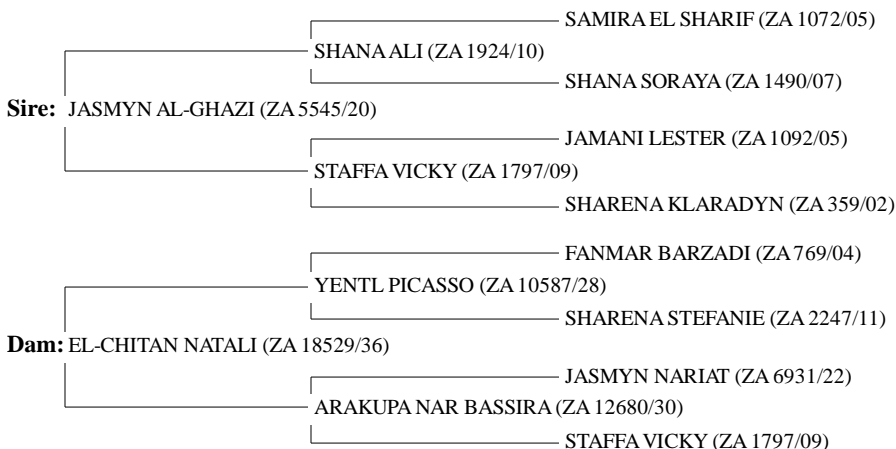 SAMIRA EL SHARIF (ZA 1072/05)
SHANA ALI (ZA 1924/10)
SHANA SORAYA (ZA 1490/07)
Sire: JASMYN AL-GHAZI (ZA 5545/20)
JAMANI LESTER (ZA 1092/05)
STAFFA VICKY (ZA 1797/09)
SHARENA KLARADYN (ZA 359/02)
FANMAR BARZADI (ZA 769/04)
YENTL PICASSO (ZA 10587/28)
SHARENA STEFANIE (ZA 2247/11)
Dam: EL-CHITAN NATALI (ZA 18529/36)
JASMYN NARIAT (ZA 6931/22)
ARAKUPA NAR BASSIRA (ZA 12680/30)
STAFFA VICKY (ZA 1797/09)